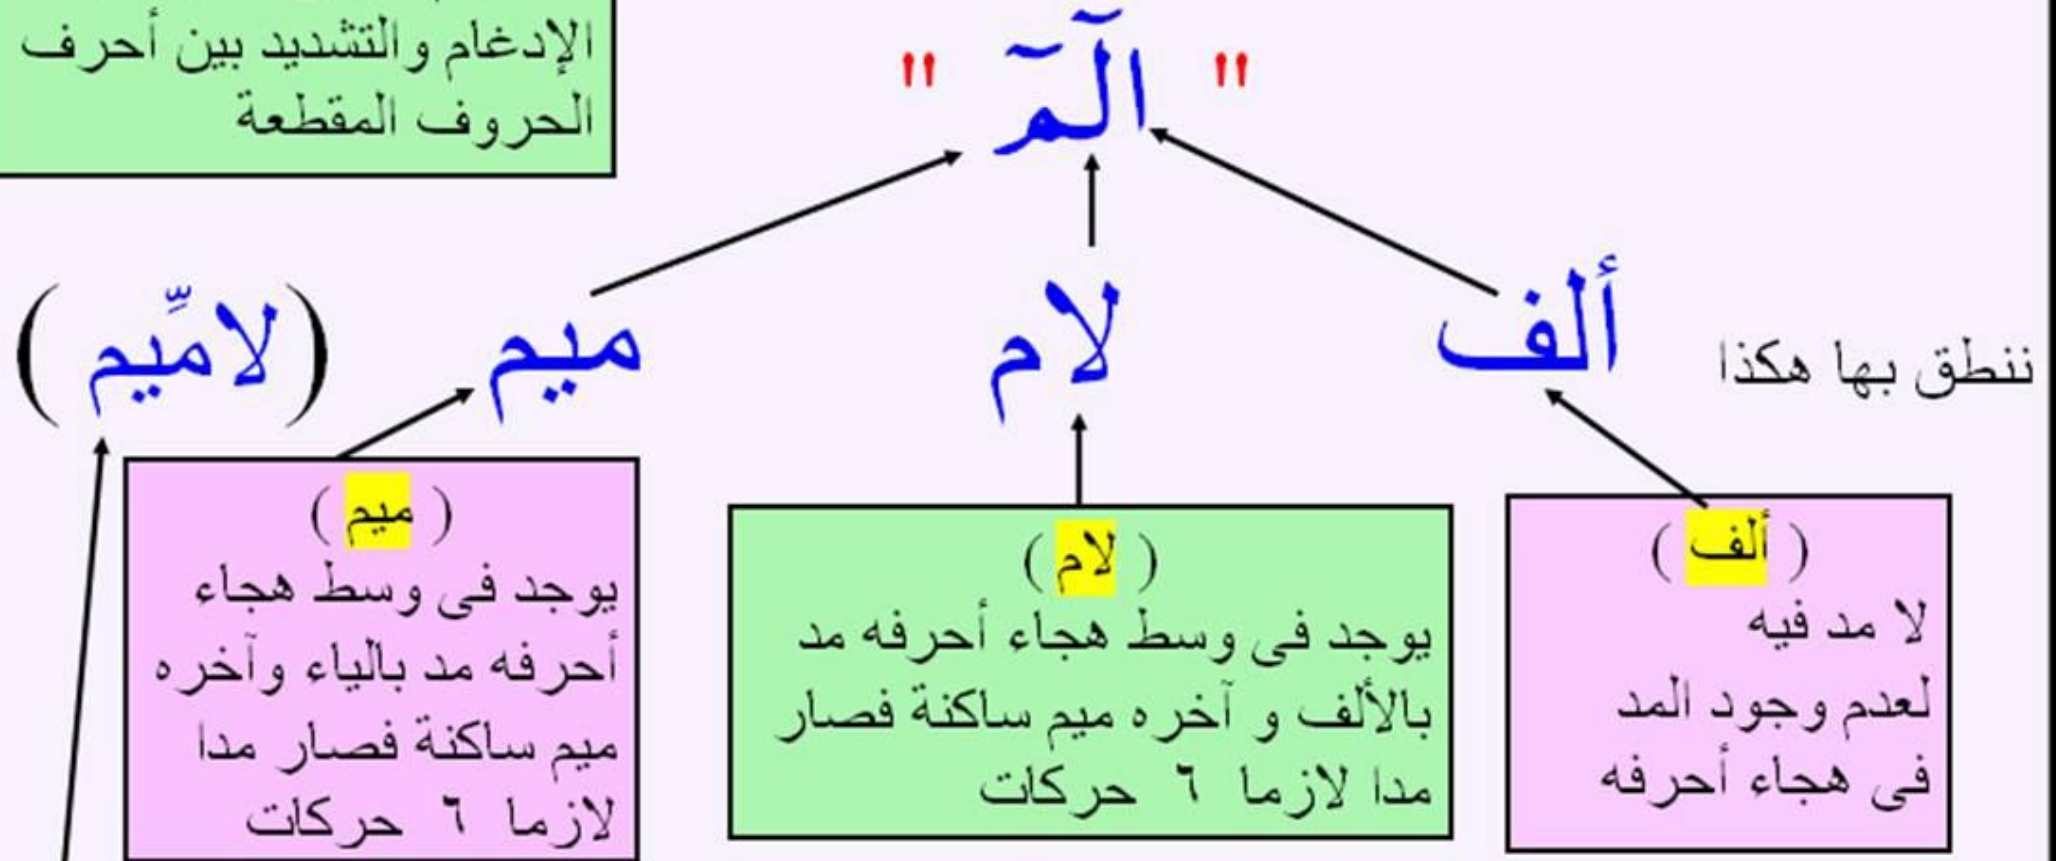 الإدغام والتشديد بين أحرف
الحروف المقطعة
" الٓمٓ "
ننطق بها هكذا
ألف
لام
ميم
(لامِّيم)
( ألف )
لا مد فيه
لعدم وجود المد
فى هجاء أحرفه
( لام )
يوجد فى وسط هجاء أحرفه مد
بالألف و آخره ميم ساكنة فصار
مدا لازما ٦ حركات
( ميم )
يوجد فى وسط هجاء
أحرفه مد بالياء وآخره
ميم ساكنة فصار مدا
لازما ٦ حركات